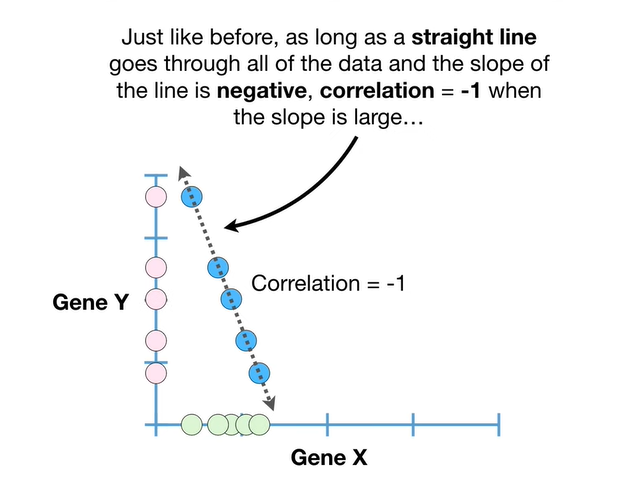 Just like before, as long as a straight line
goes through all of the data and the slope of
the line is negative, correlation = -1 when
the slope is large…
Correlation = -1
Gene Y
Gene X